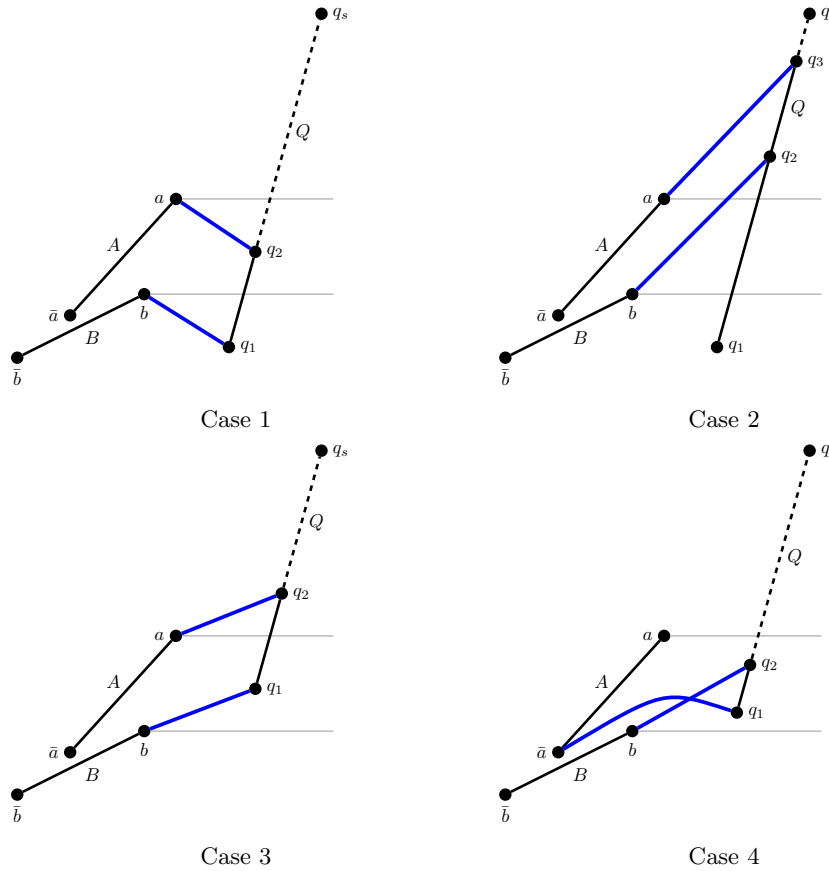 q_s
q
q_3
Q
Q
a
q_2
a
q_2
A
A
ā
b
ā
b
B
q_1
B
q_1
b̄
b̄
Case 1
Case 2
q_s
q
Q
Q
q_2
a
a
q_2
A
q_1
A
q_1
ā
b
ā
b
B
B
b̄
b̄
Case 3
Case 4